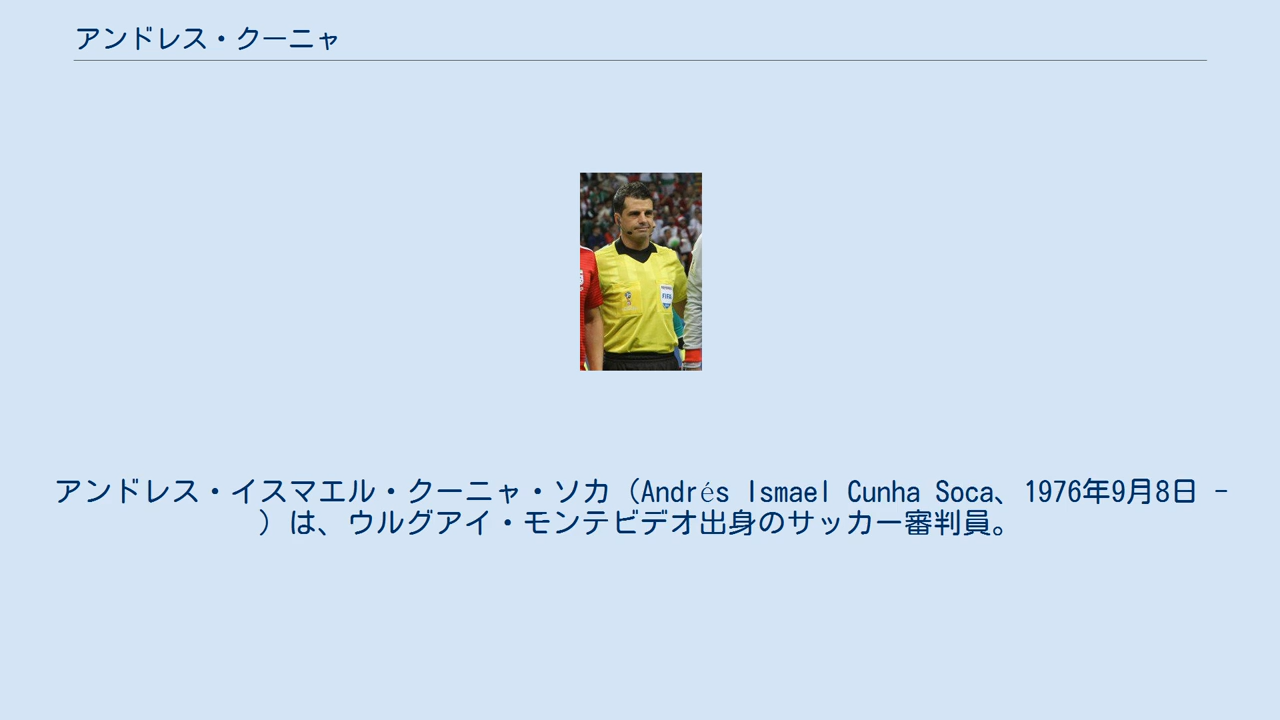 アンドレス・クーニャ
FIFA
アンドレス・イスマエル・クーニャ・ソカ（Andrés Ismael Cunha Soca、1976年9月8日 -
）は、ウルグアイ・モンテビデオ出身のサッカー審判員。